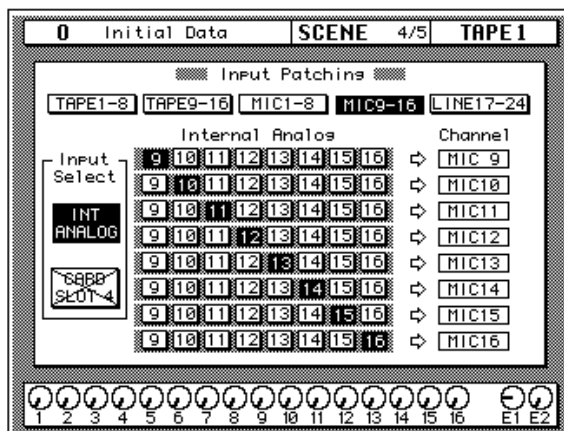 0 Initial Data SCENE 4/5 TAPE1
Input Patching
TAPE1-8 TAPE9-16 MIC1-8 MIC9-16 LINE17-24
Internal Analog Channel
Input Select
INT ANALOG
CARD SLOT-4
9 10 11 12 13 14 15 16 ⇨ MIC 9
9 10 11 12 13 14 15 16 ⇨ MIC10
9 10 11 12 13 14 15 16 ⇨ MIC11
9 10 11 12 13 14 15 16 ⇨ MIC12
9 10 11 12 13 14 15 16 ⇨ MIC13
9 10 11 12 13 14 15 16 ⇨ MIC14
9 10 11 12 13 14 15 16 ⇨ MIC15
9 10 11 12 13 14 15 16 ⇨ MIC16
1 2 3 4 5 6 7 8 9 10 11 12 13 14 15 16 E1 E2